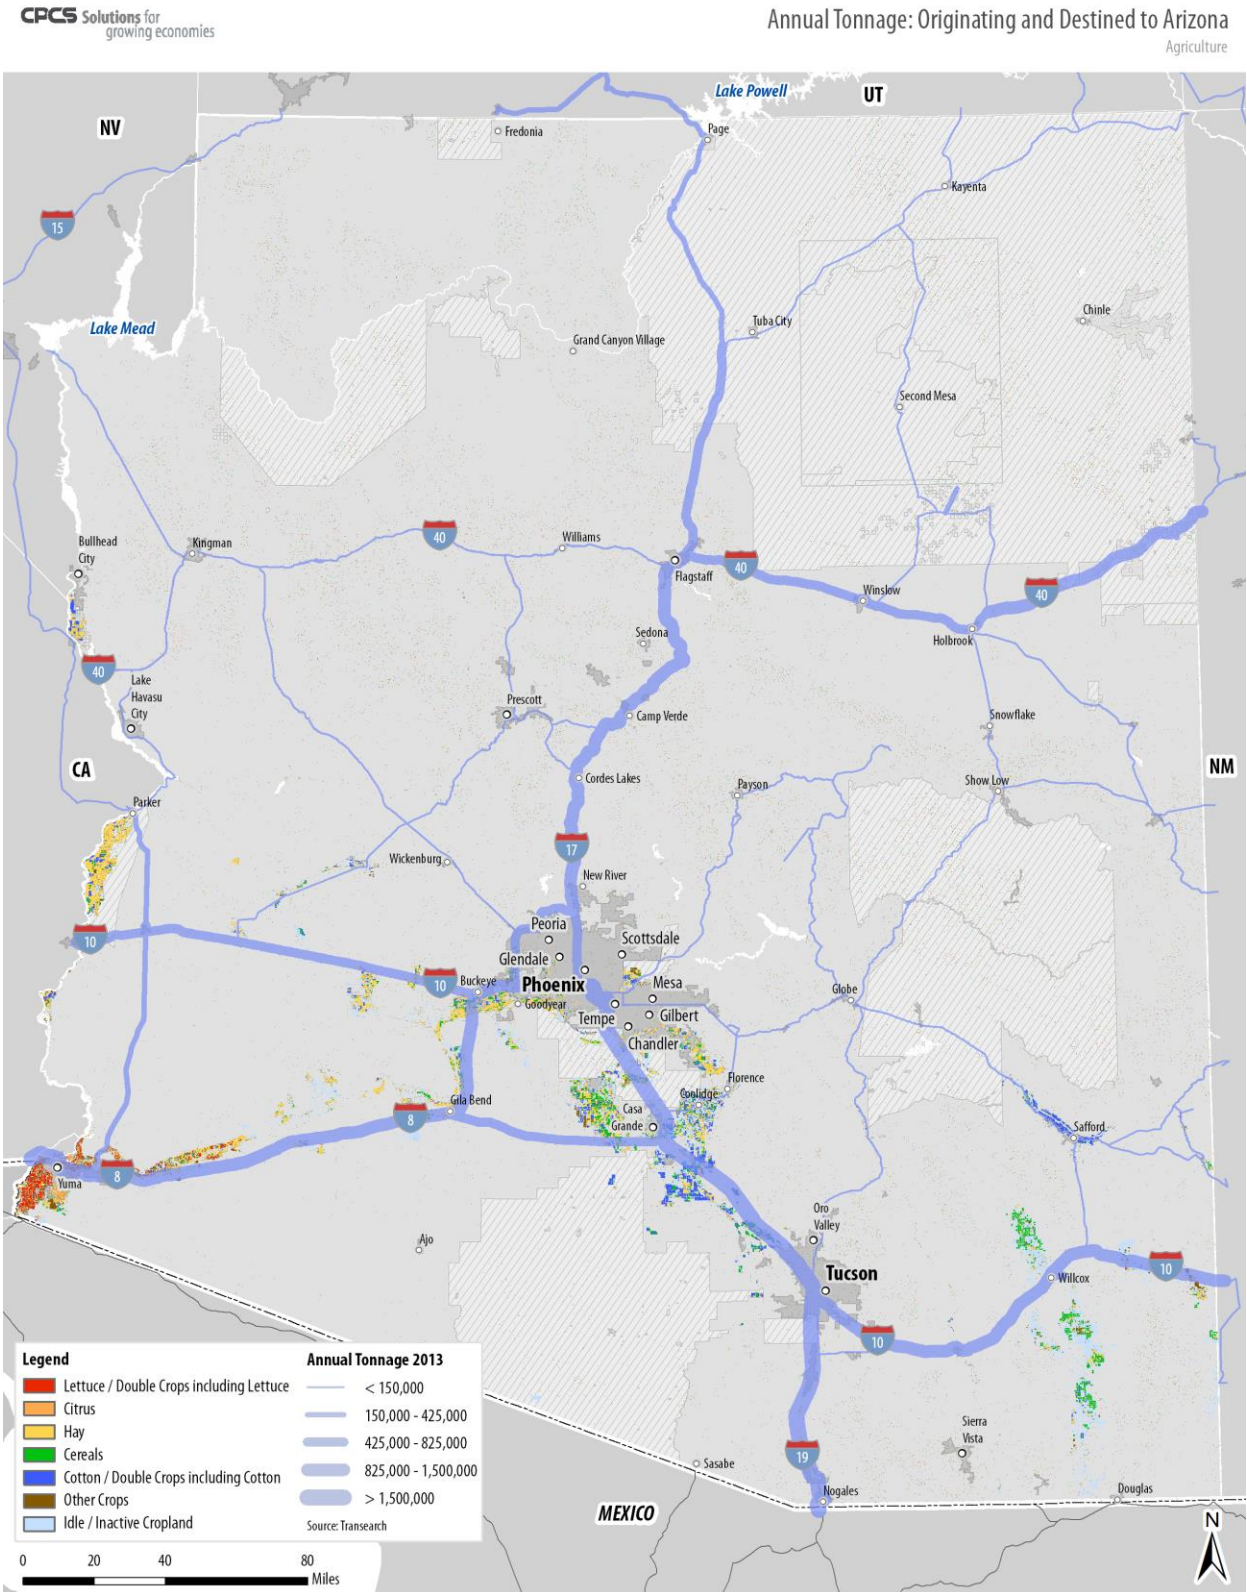 CPCS Solutions for
growing economies
Annual Tonnage: Originating and Destined to Arizona
Agriculture
Lake Powell
UT
NV
Fredonia
Page
Kayenta
15
Lake Mead
Tuba City
Chinle
Grand Canyon Village
Second Mesa
40
Bullhead
City
Kingman
Williams
Flagstaff
40
Winslow
40
Holbrook
Sedona
40
Lake
Havasu
City
Prescott
Camp Verde
Snowflake
CA
NM
Cordes Lakes
Payson
Show Low
Parker
17
Wickenburg
New River
Peoria
Scottsdale
10
Glendale
10
Buckeye
Phoenix
Mesa
Globe
Goodyear
Tempe
Gilbert
Chandler
Florence
Coolidge
Gila Bend
8
Casa
Grande
Safford
8
Yuma
Oro
Valley
Ajo
Tucson
Willcox
10
10
Legend
Lettuce / Double Crops including Lettuce
Citrus
Hay
Cereals
Cotton / Double Crops including Cotton
Other Crops
Idle / Inactive Cropland
Annual Tonnage 2013
< 150,000
150,000 - 425,000
425,000 - 825,000
825,000 - 1,500,000
> 1,500,000
Source: Transearch
Sierra
Vista
19
Sasabe
Nogales
Douglas
MEXICO
N
0 20 40 80
Miles